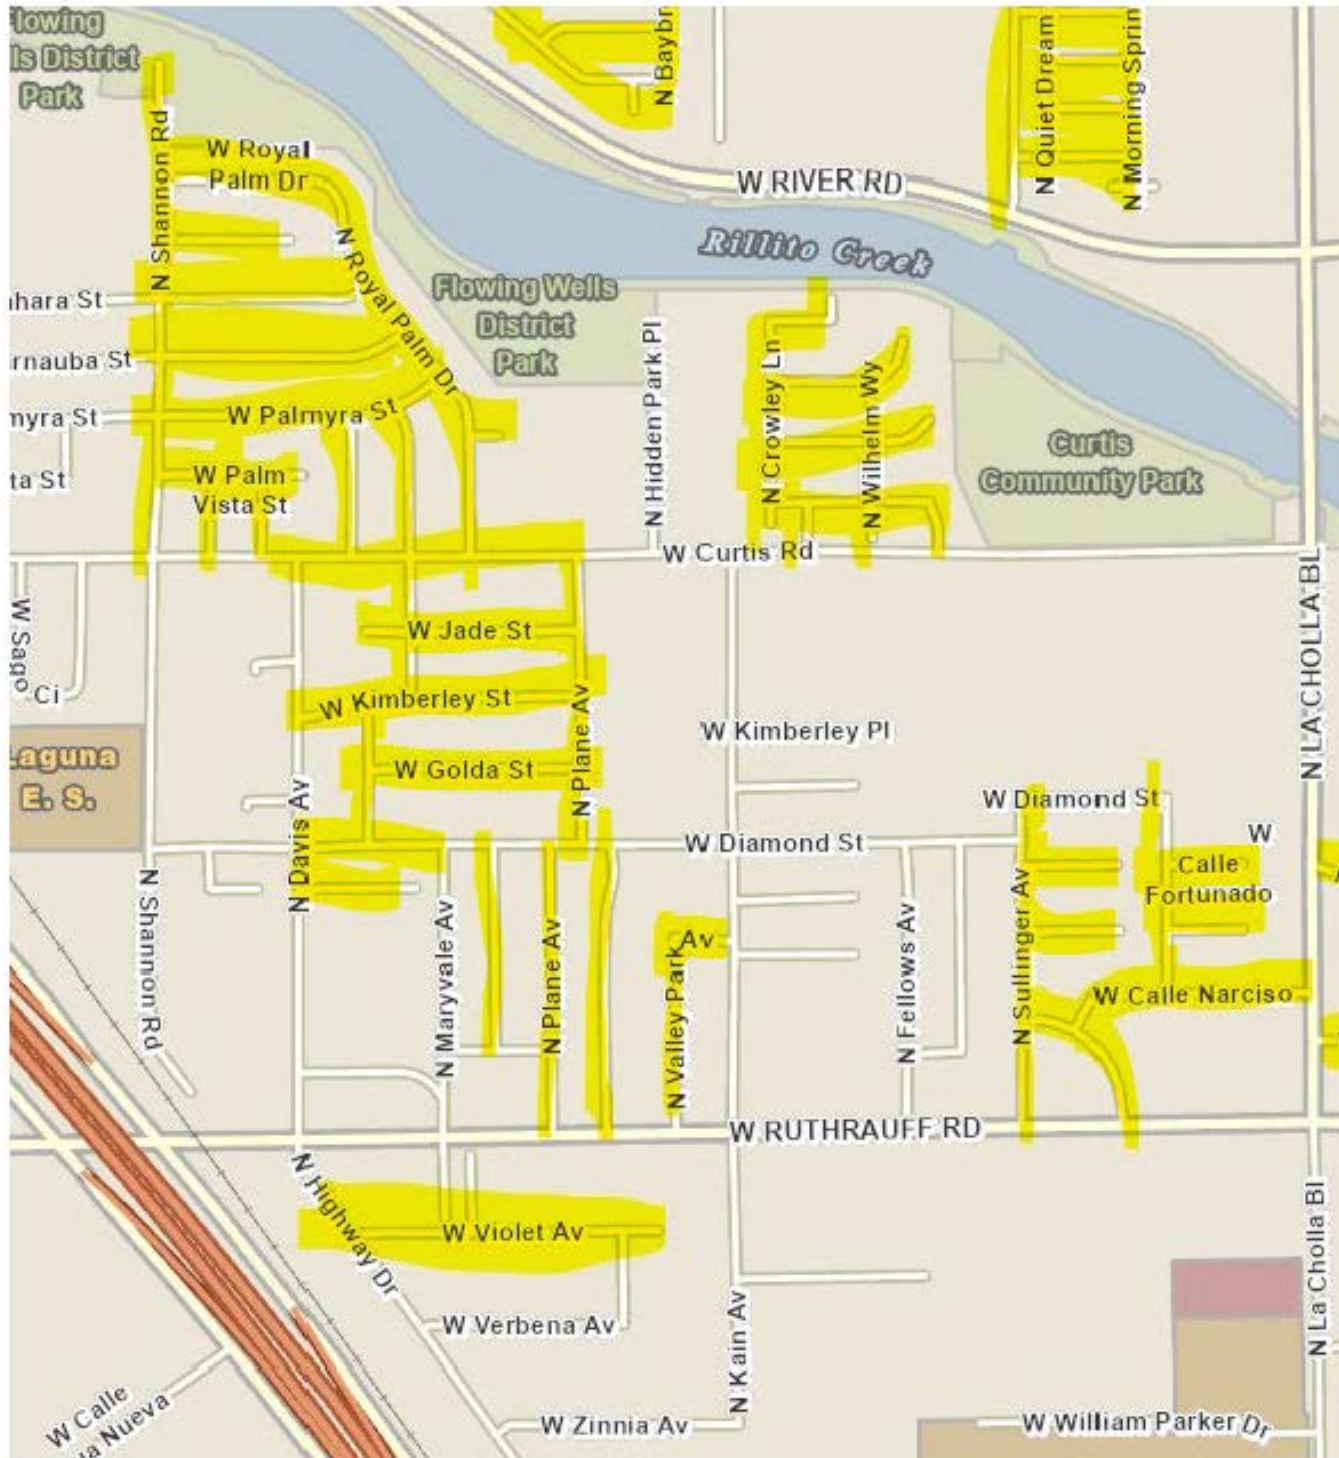 Flowing
lls District
Park
N Shannon Rd
W Royal
Palm Dr
N Royal Palm Dr
N Baybr
N Quiet Dream
N Morning Sprin
W RIVER RD
Rillito Creek
Flowing Wells
District
Park
ahara St
arnauba St
myra St
W Palmyra St
ta St
W Palm
Vista St
N Hidden Park Pl
N Crowley Ln
N Wilhelm Wy
Curtis
Community Park
W Curtis Rd
N LA CHOLLA BL
W Sago
Ci
W Jade St
W Kimberley St
N Plane Av
W Kimberley Pl
Laguna
E. S.
W Golda St
N Davis Av
W Diamond St
W Diamond St
W
Calle
Fortunado
N Shannon Rd
N Maryvale Av
N Plane Av
Av
N Valley Park
N Fellows Av
N Sullinger Av
W Calle Narciso
W RUTHRAUFF RD
N Highway Dr
W Violet Av
W Verbena Av
N Kain Av
N La Cholla Bl
W Calle
ua Nueva
W Zinnia Av
W William Parker Dr